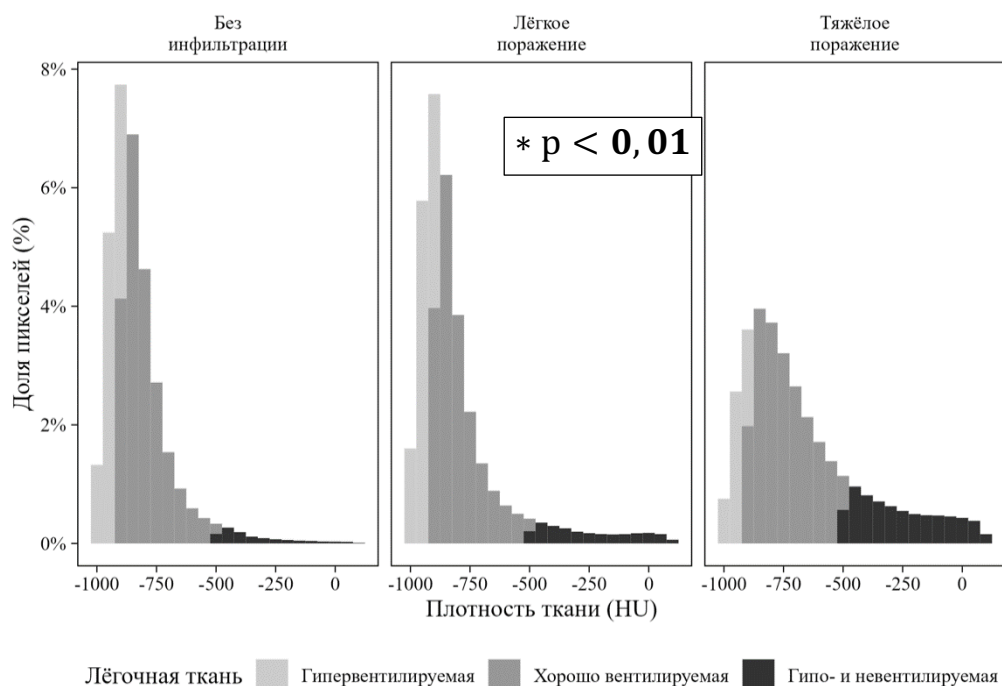 Без
инфильтрации
Лёгкое
поражение
Тяжёлое
поражение
* p < 0,01
Доля пикселей (%)
8%
6%
4%
2%
0%
-1000 -750 -500 -250 0
-1000 -750 -500 -250 0
-1000 -750 -500 -250 0
Плотность ткани (HU)
Лёгочная ткань Гипервентилируемая Хорошо вентилируемая Гипо- и невентилируемая